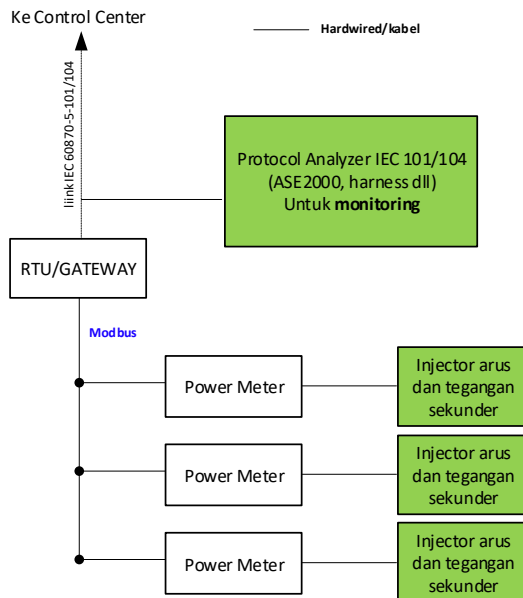 Ke Control Center
Hardwired/kabel
liinkIEC 60870-5-101/104
Protocol Analyzer IEC 101/104
(ASE2000, harness dll)
Untuk monitoring
RTU/GATEWAY
Modbus
Power Meter
Injector arus
dan tegangan
sekunder
Power Meter
Injector arus
dan tegangan
sekunder
Power Meter
Injector arus
dan tegangan
sekunder